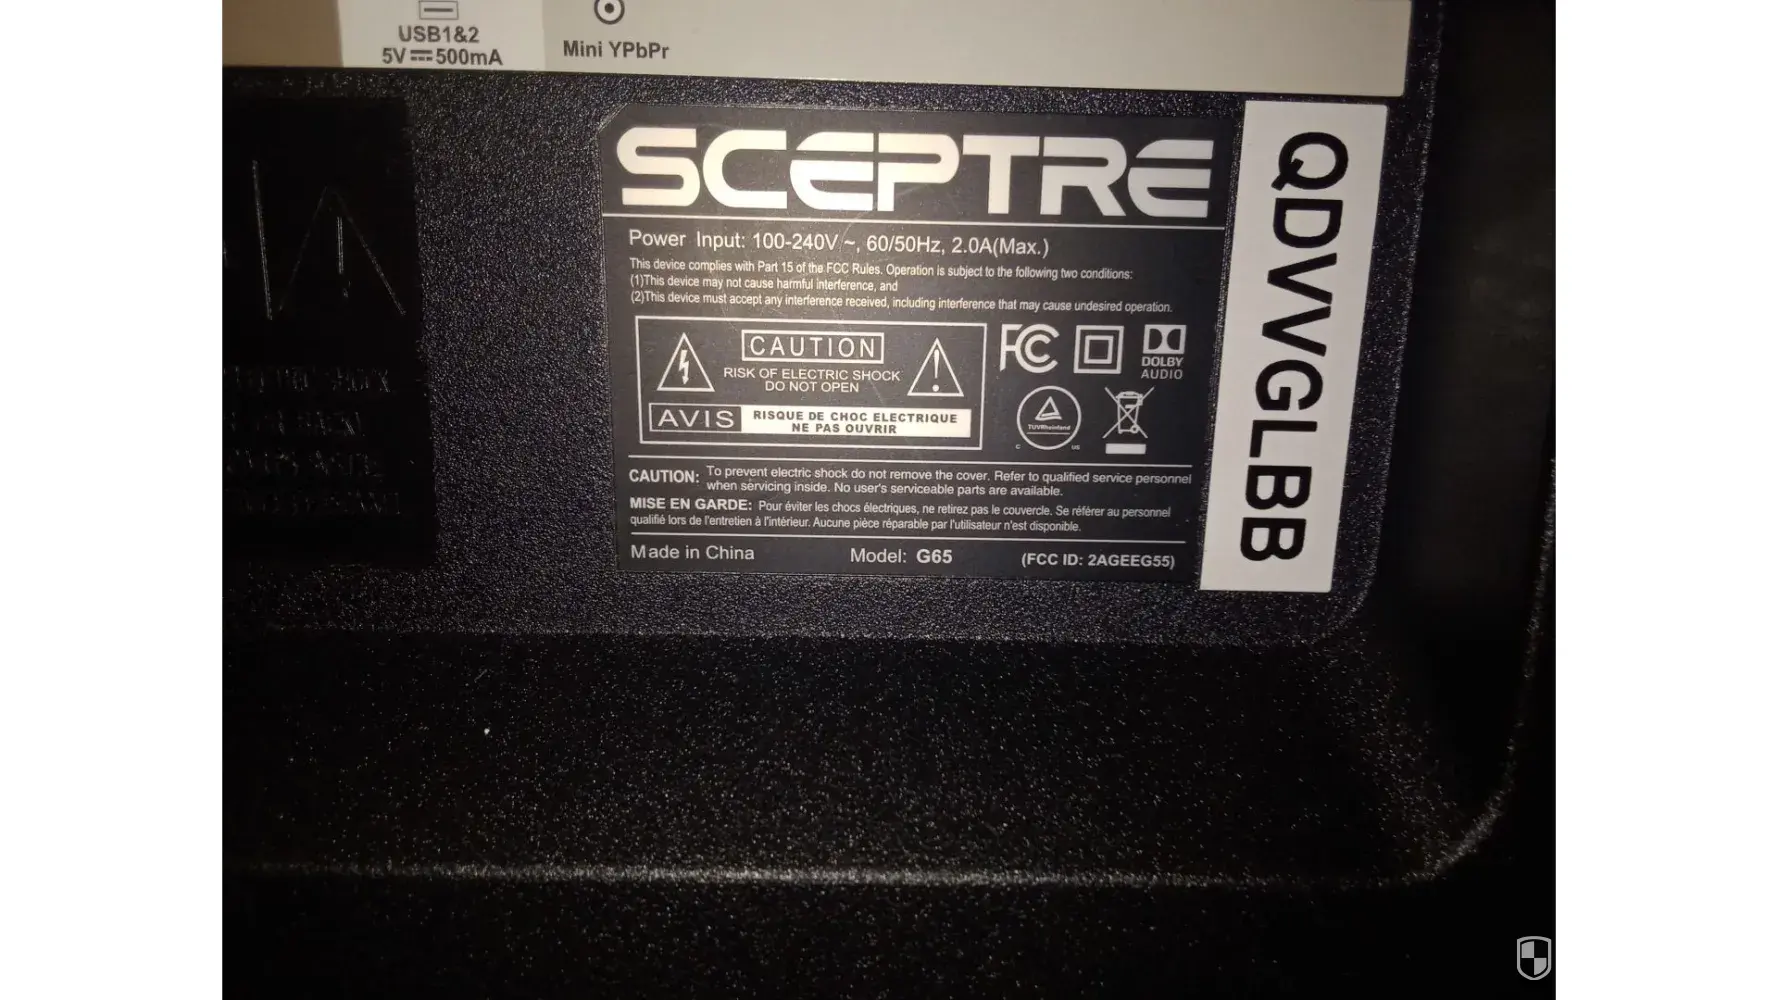 USB1&2
5V⎓500mA
Mini YPbPr
SCEPTRE
Power Input: 100-240V ~, 60/50Hz, 2.0A(Max.)
This device complies with Part 15 of the FCC Rules. Operation is subject to the following two conditions:
(1)This device may not cause harmful interference, and
(2)This device must accept any interference received, including interference that may cause undesired operation.
CAUTION
RISK OF ELECTRIC SHOCK
DO NOT OPEN
AVIS
RISQUE DE CHOC ELECTRIQUE
NE PAS OUVRIR
FC
DOLBY
AUDIO
TÜVRheinland
C US
CAUTION: To prevent electric shock do not remove the cover. Refer to qualified service personnel
when servicing inside. No user's serviceable parts are available.
MISE EN GARDE: Pour éviter les chocs électriques, ne retirez pas le couvercle. Se référer au personnel
qualifié lors de l'entretien à l'intérieur. Aucune pièce réparable par l'utilisateur n'est disponible.
Made in China Model: G65 (FCC ID: 2AGEEG55)
QDVVGLBB